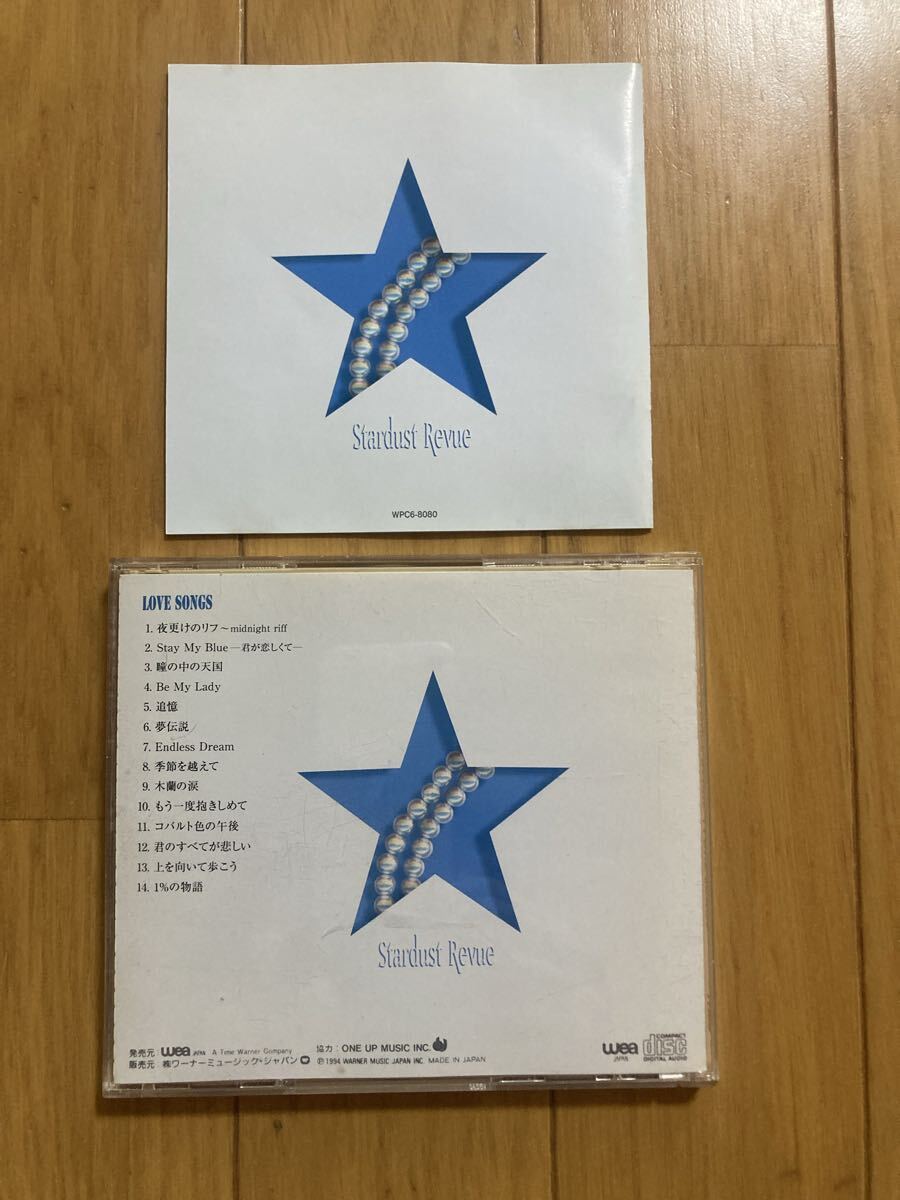 Stardust Revue
WPC6-8080
LOVE SONGS
1. 夜更けのリフ～midnight riff
2. Stay My Blue —君が恋しくて—
3. 瞳の中の天国
4. Be My Lady
5. 追憶
6. 夢伝説
7. Endless Dream
8. 季節を越えて
9. 木蘭の涙
10. もう一度抱きしめて
11. コバルト色の午後
12. 君のすべてが悲しい
13. 上を向いて歩こう
14. 1%の物語
Stardust Revue
発売元：wea JAPAN A Time Warner Company
販売元：㈱ワーナーミュージック・ジャパン
協力：ONE UP MUSIC INC.
Ⓟ1994 WARNER MUSIC JAPAN INC. MADE IN JAPAN
wea JAPAN
COMPACT disc DIGITAL AUDIO